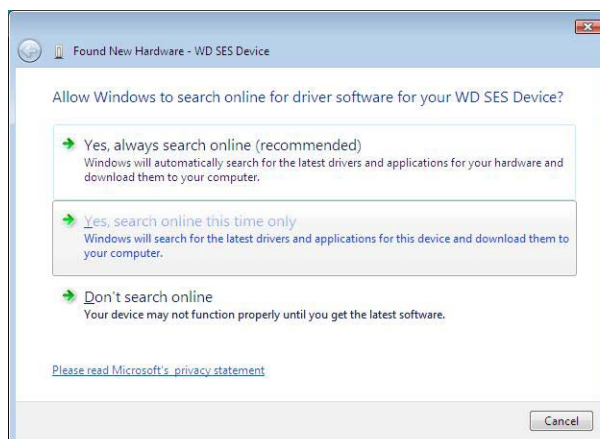 Found New Hardware - WD SES Device
Allow Windows to search online for driver software for your WD SES Device?
Yes, always search online (recommended)
Windows will automatically search for the latest drivers and applications for your hardware and
download them to your computer.
Yes, search online this time only
Windows will search for the latest drivers and applications for this device and download them to
your computer.
Don't search online
Your device may not function properly until you get the latest software.
Please read Microsoft's privacy statement
Cancel